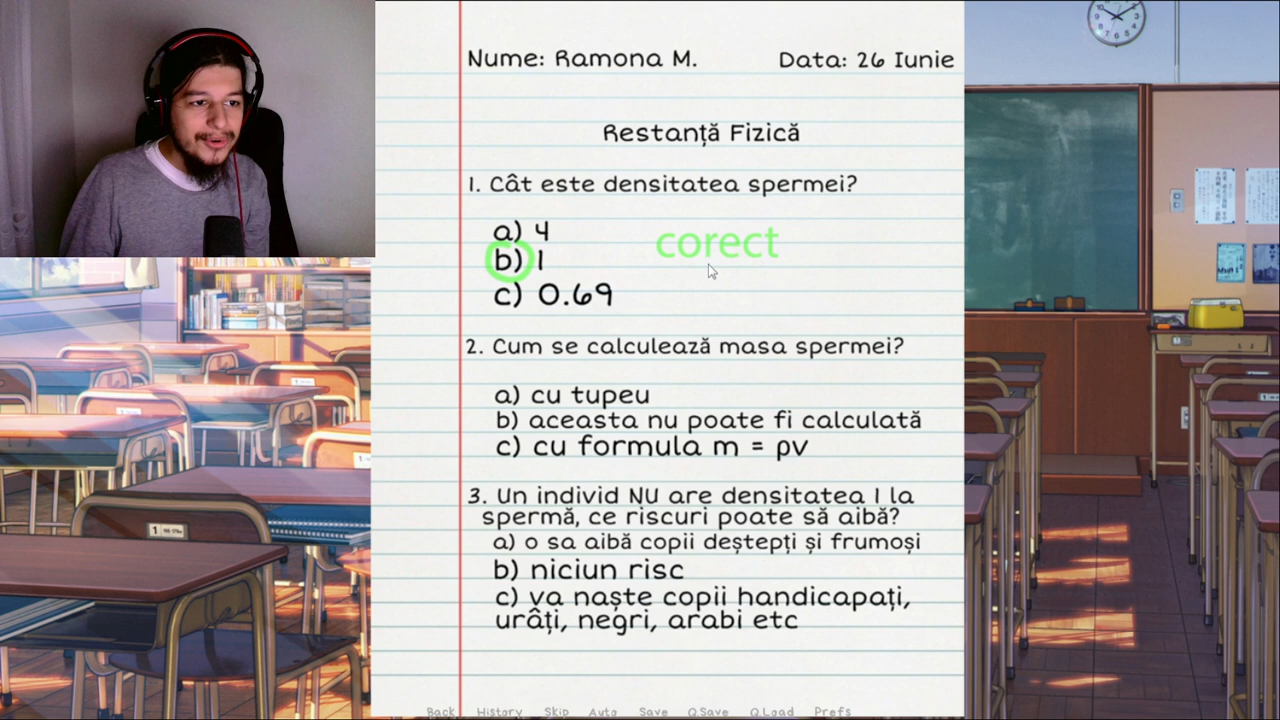 Nume: Ramona M. Data: 26 Iunie
Restanță Fizică
1. Cât este densitatea spermei?
a) 4
b) 1
corect
c) 0.69
2. Cum se calculează masa spermei?
a) cu tupeu
b) aceasta nu poate fi calculată
c) cu formula m = ρv
3. Un individ NU are densitatea 1 la
spermă, ce riscuri poate să aibă?
a) o sa aibă copii deștepți și frumoși
b) niciun risc
c) va naște copii handicapați,
urâți, negri, arabi etc
Back History Skip Auto Save Q.Save Q.Load Prefs